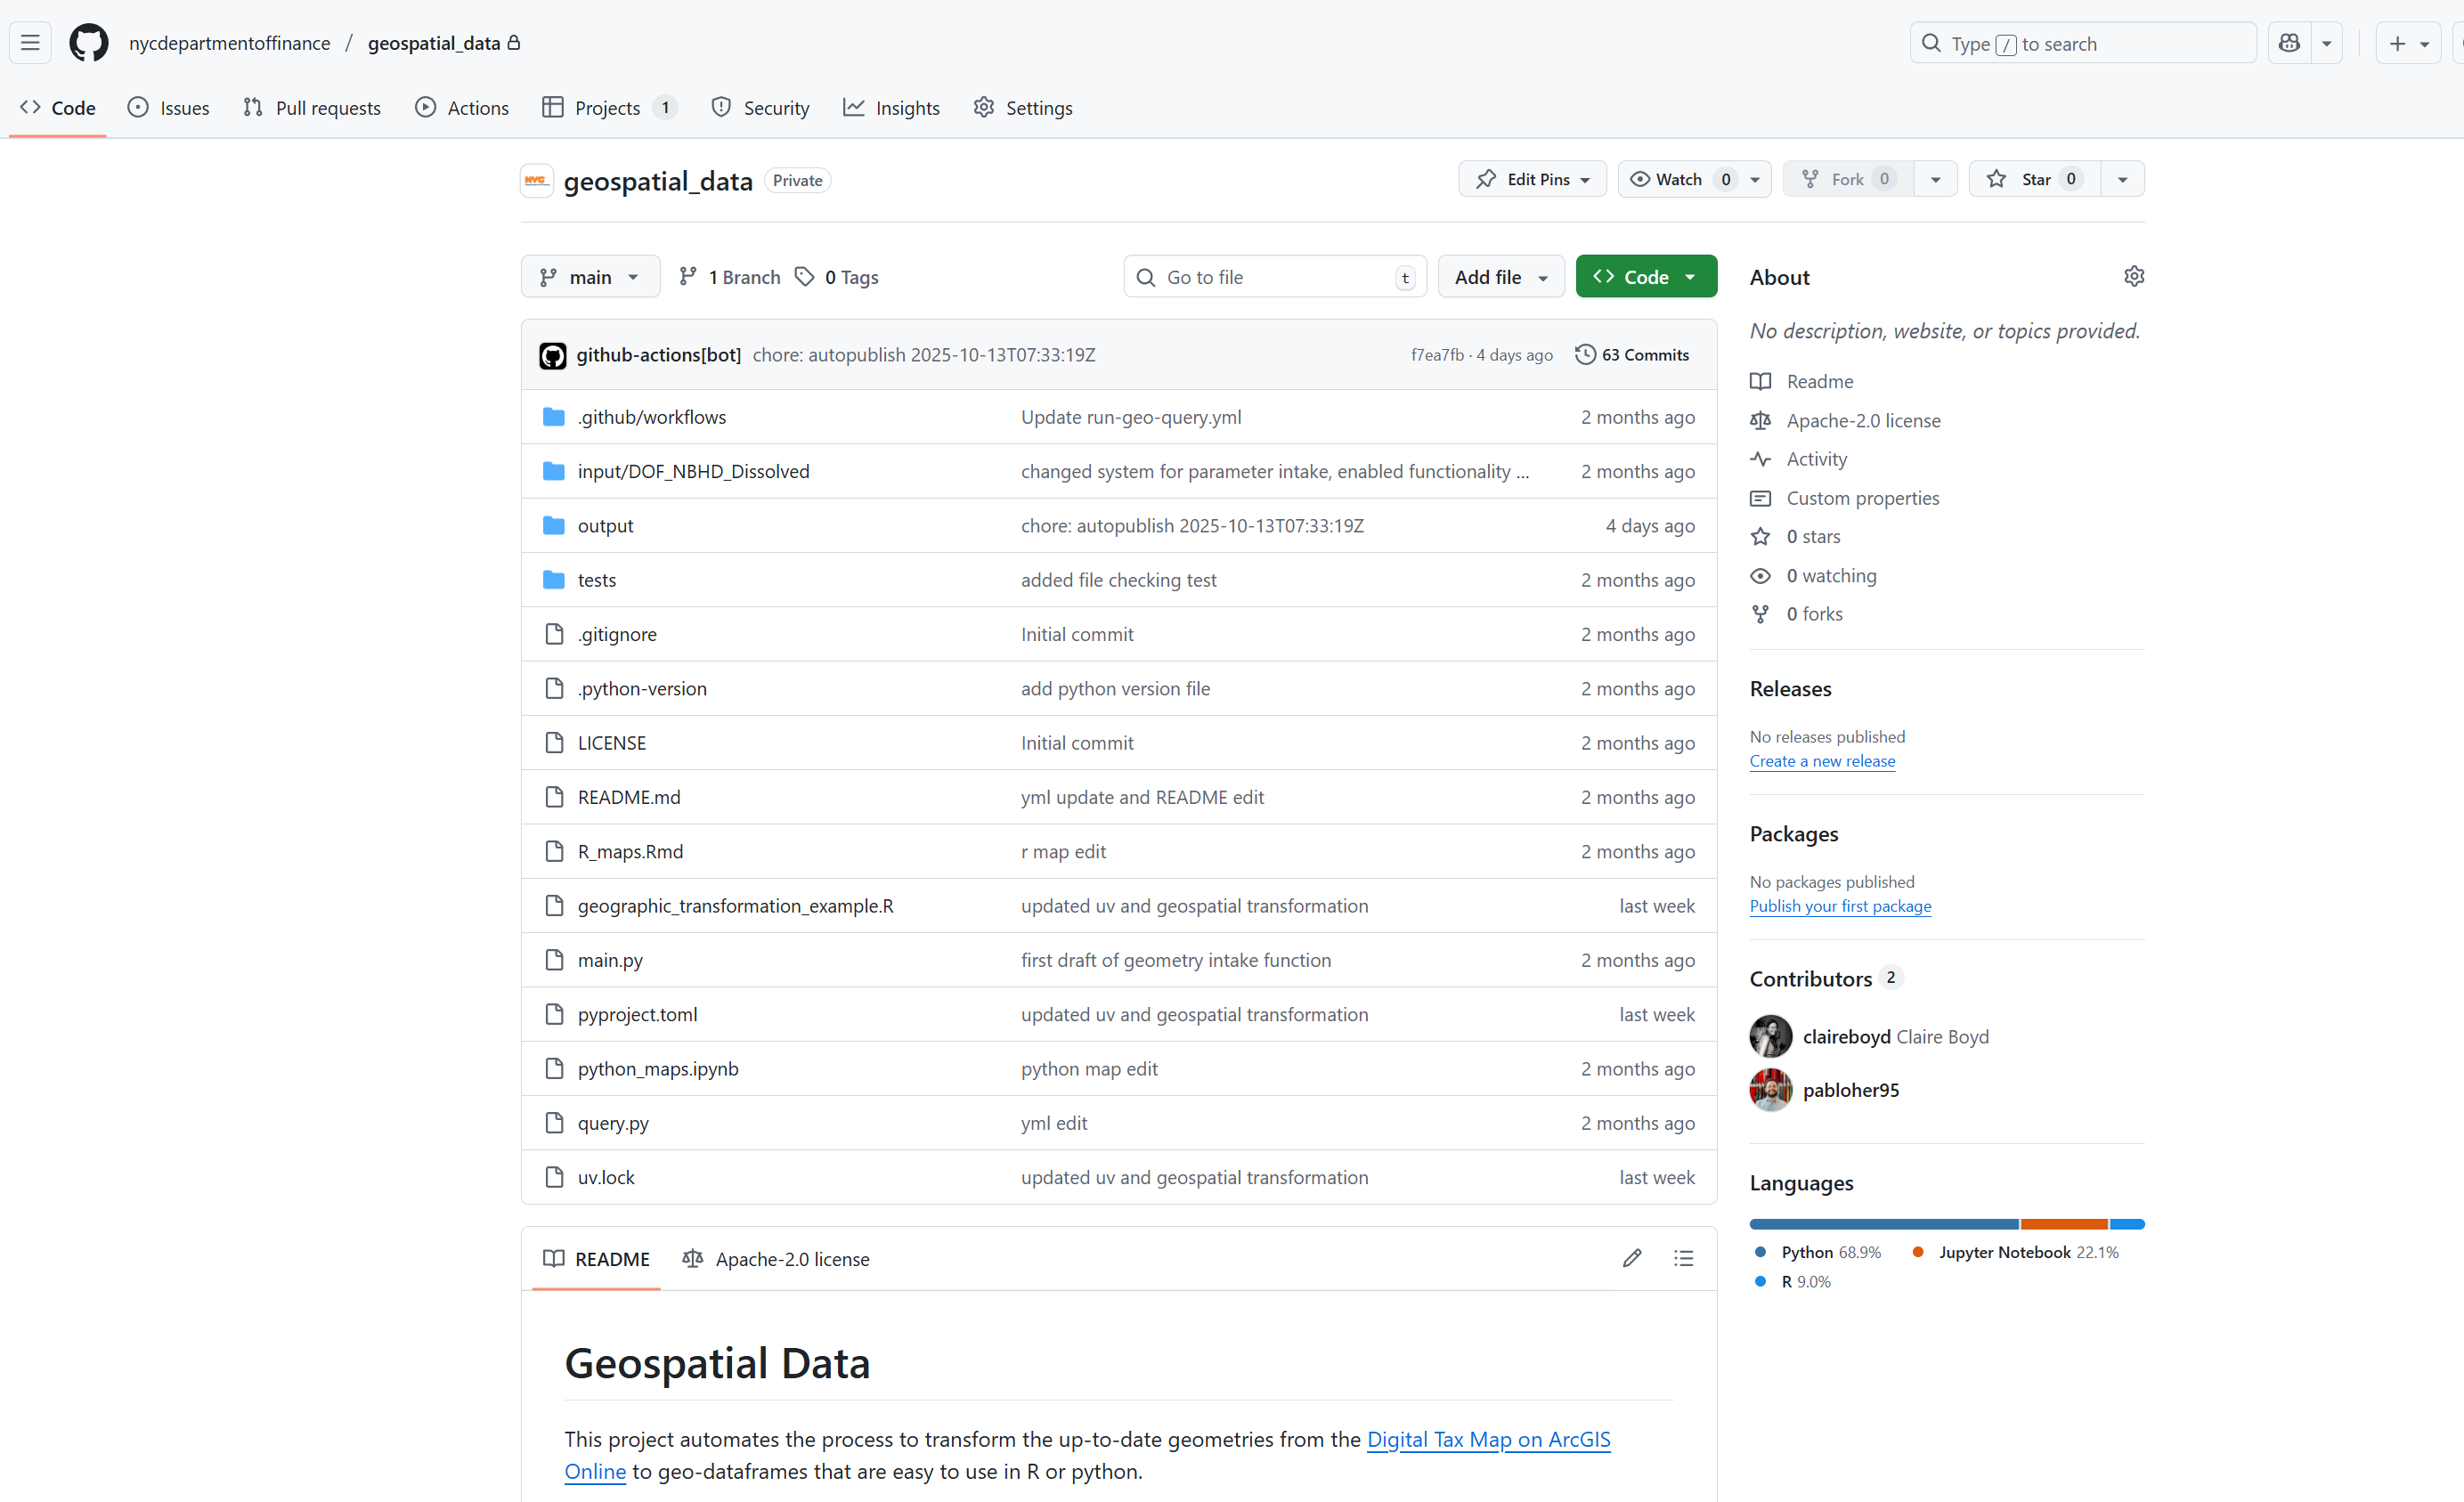 nycdepartmentoffinance / geospatial_data
Type / to search
Code
Issues
Pull requests
Actions
Projects 1
Security
Insights
Settings
NYC
geospatial_data Private
Edit Pins
Watch 0
Fork 0
Star 0
main
1 Branch
0 Tags
Go to file t
Add file
Code
github-actions[bot] chore: autopublish 2025-10-13T07:33:19Z f7ea7fb · 4 days ago 63 Commits
.github/workflows Update run-geo-query.yml 2 months ago
input/DOF_NBHD_Dissolved changed system for parameter intake, enabled functionality ... 2 months ago
output chore: autopublish 2025-10-13T07:33:19Z 4 days ago
tests added file checking test 2 months ago
.gitignore Initial commit 2 months ago
.python-version add python version file 2 months ago
LICENSE Initial commit 2 months ago
README.md yml update and README edit 2 months ago
R_maps.Rmd r map edit 2 months ago
geographic_transformation_example.R updated uv and geospatial transformation last week
main.py first draft of geometry intake function 2 months ago
pyproject.toml updated uv and geospatial transformation last week
python_maps.ipynb python map edit 2 months ago
query.py yml edit 2 months ago
uv.lock updated uv and geospatial transformation last week
README
Apache-2.0 license
Geospatial Data
This project automates the process to transform the up-to-date geometries from the Digital Tax Map on ArcGIS
Online to geo-dataframes that are easy to use in R or python.
About
No description, website, or topics provided.
Readme
Apache-2.0 license
Activity
Custom properties
0 stars
0 watching
0 forks
Releases
No releases published
Create a new release
Packages
No packages published
Publish your first package
Contributors 2
claireboyd Claire Boyd
pabloher95
Languages
Python 68.9% Jupyter Notebook 22.1%
R 9.0%